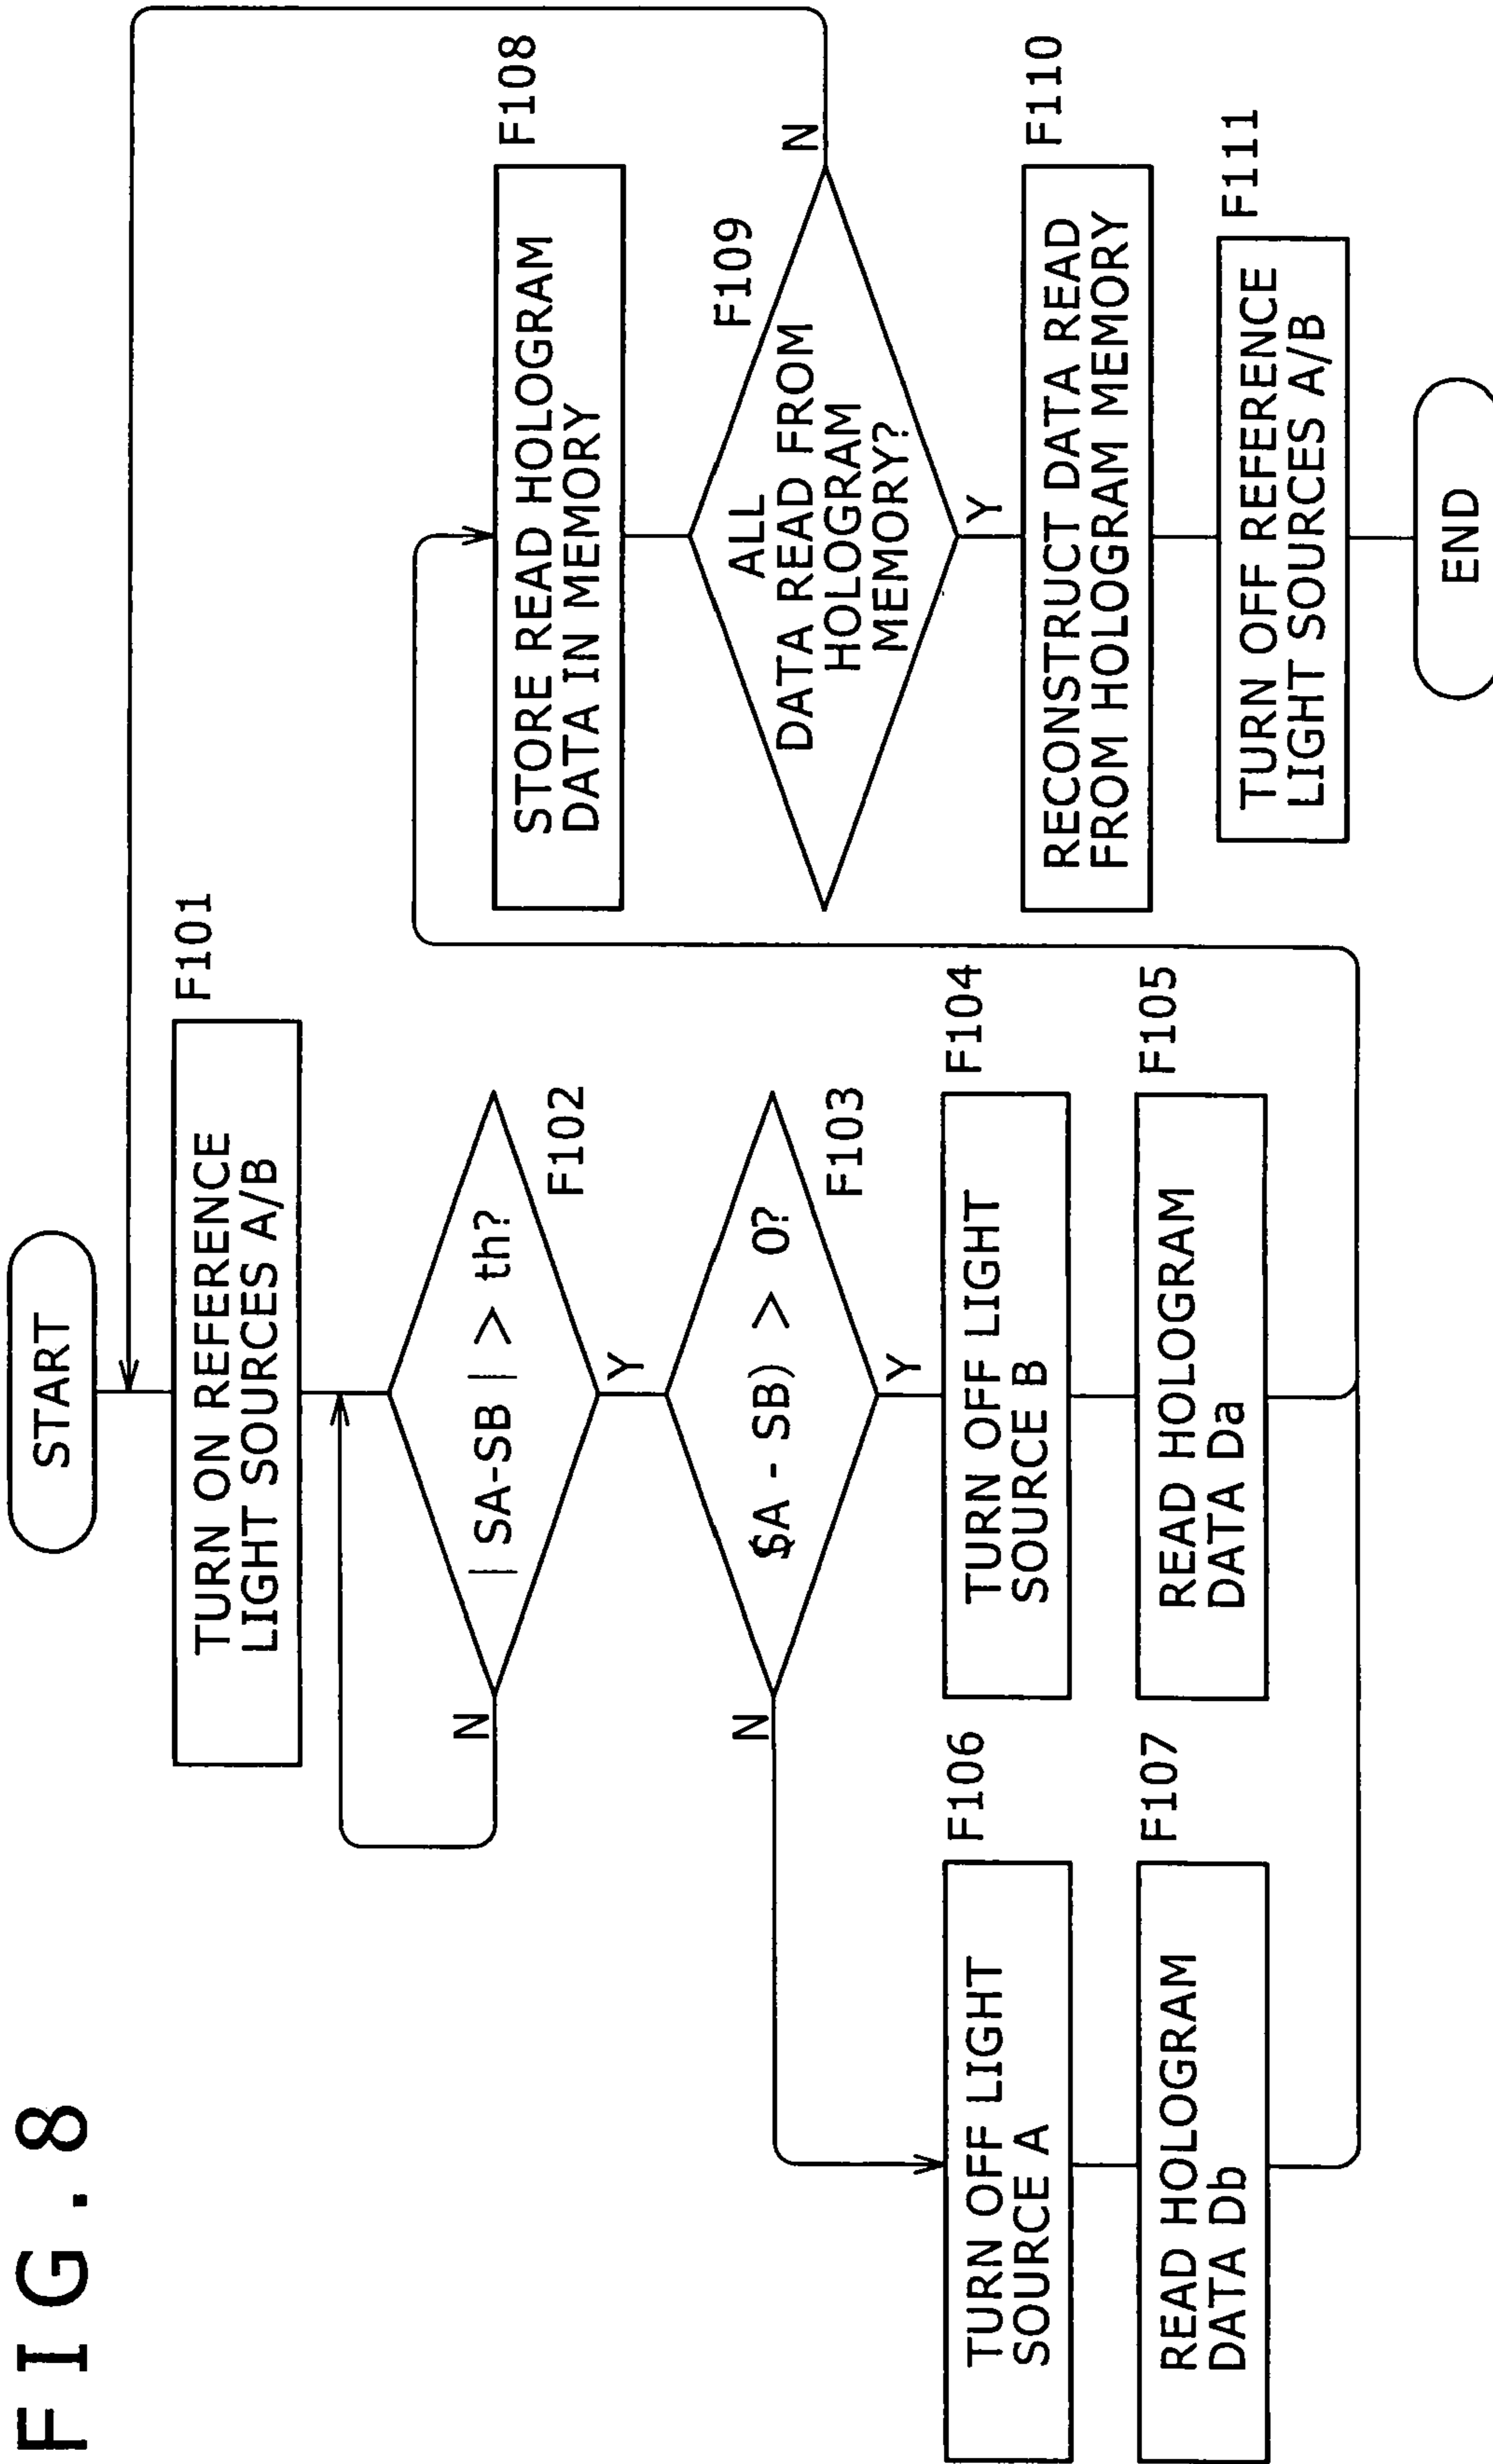 FIG.8
START
TURN ON REFERENCE
LIGHT SOURCES A/B
F101
| SA-SB | > th?
F102
N
Y
(SA - SB) > 0?
F103
N
Y
TURN OFF LIGHT
SOURCE B
F104
READ HOLOGRAM
DATA Da
F105
TURN OFF LIGHT
SOURCE A
F106
READ HOLOGRAM
DATA Db
F107
STORE READ HOLOGRAM
DATA IN MEMORY
F108
ALL
DATA READ FROM
HOLOGRAM
MEMORY?
F109
N
Y
RECONSTRUCT DATA READ
FROM HOLOGRAM MEMORY
F110
TURN OFF REFERENCE
LIGHT SOURCES A/B
F111
END